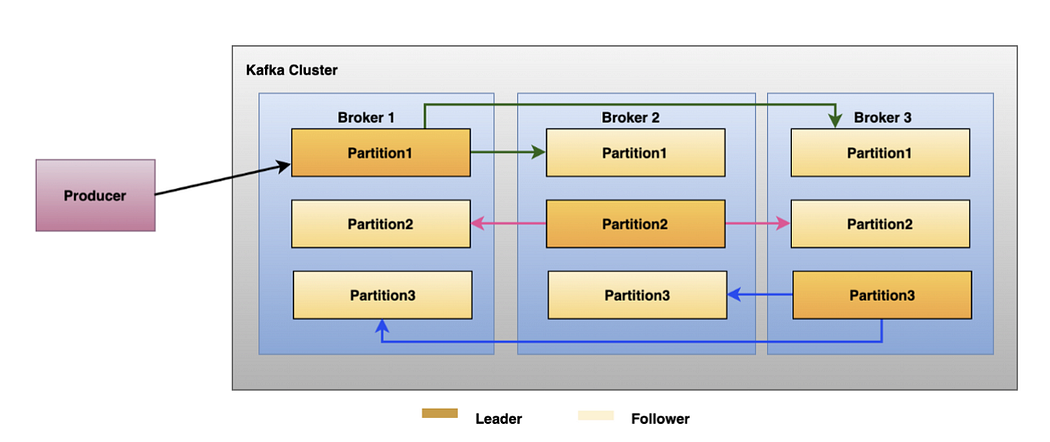 Kafka Cluster
Broker 1
Broker 2
Broker 3
Partition1
Partition1
Partition1
Producer
Partition2
Partition2
Partition2
Partition3
Partition3
Partition3
Leader
Follower